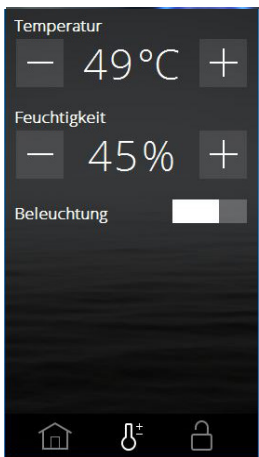 Temperatur
− 49°C +
Feuchtigkeit
− 45% +
Beleuchtung